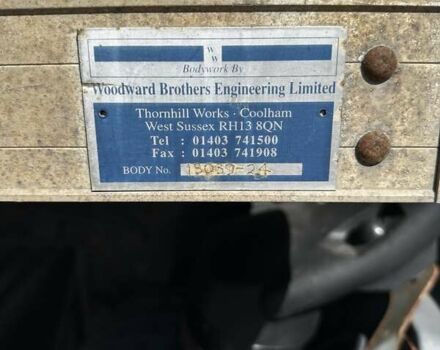 W
W
Bodywork By
Woodward Brothers Engineering Limited
Thornhill Works · Coolham
West Sussex RH13 8QN
Tel : 01403 741500
Fax : 01403 741908
BODY No.